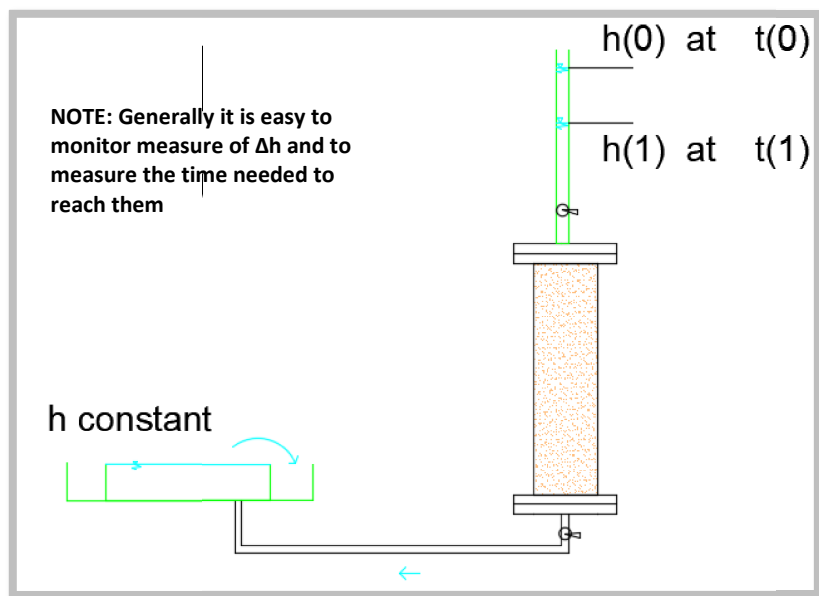 h(0) at t(0)
NOTE: Generally it is easy to
monitor measure of Δh and to
measure the time needed to
reach them
h(1) at t(1)
h constant